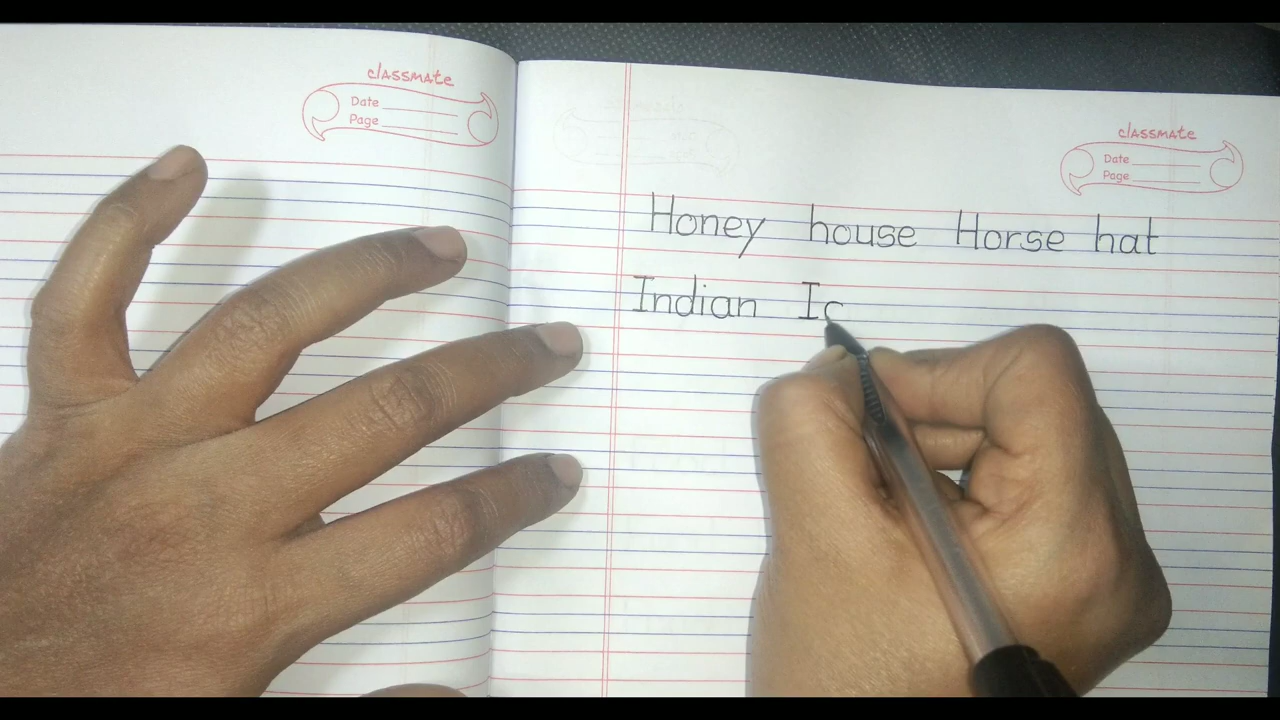 classmate
Date
Page
classmate
Date
Page
Honey house Horse hat
Indian Ic